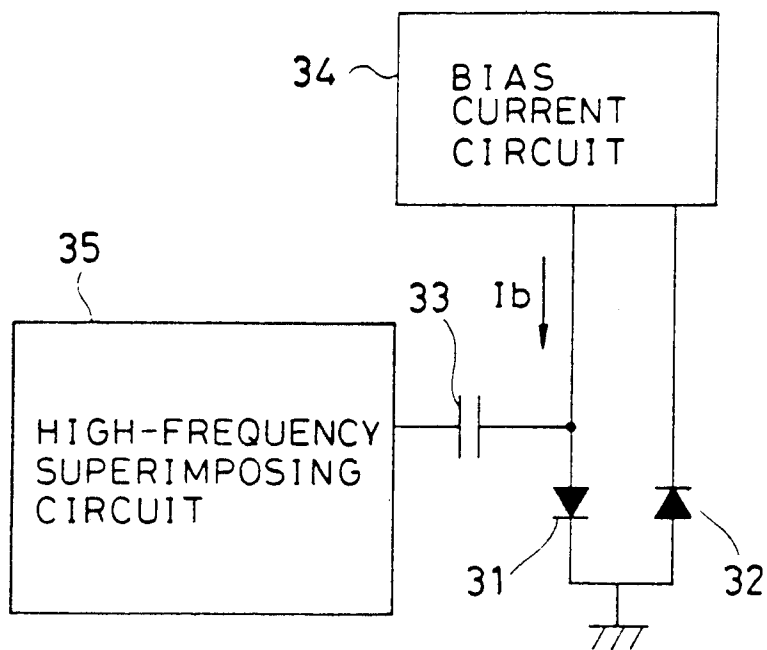 34
BIAS
CURRENT
CIRCUIT
35
33
Ib
HIGH-FREQUENCY
SUPERIMPOSING
CIRCUIT
31
32